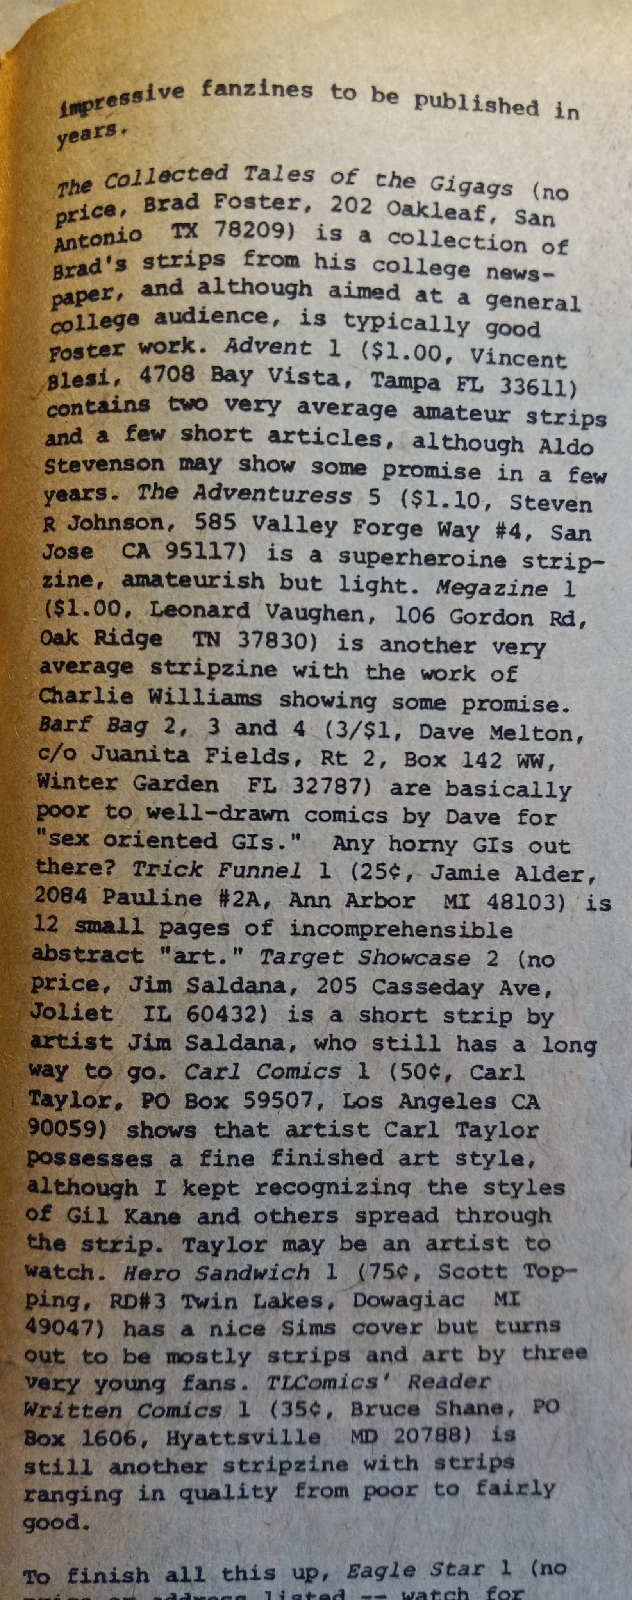 impressive fanzines to be published in
years.
The Collected Tales of the Gigags (no
price, Brad Foster, 202 Oakleaf, San
Antonio TX 78209) is a collection of
Brad's strips from his college news-
paper, and although aimed at a general
college audience, is typically good
Foster work. Advent 1 ($1.00, Vincent
Blesi, 4708 Bay Vista, Tampa FL 33611)
contains two very average amateur strips
and a few short articles, although Aldo
Stevenson may show some promise in a few
years. The Adventuress 5 ($1.10, Steven
R Johnson, 585 Valley Forge Way #4, San
Jose CA 95117) is a superheroine strip-
zine, amateurish but light. Megazine 1
($1.00, Leonard Vaughen, 106 Gordon Rd,
Oak Ridge TN 37830) is another very
average stripzine with the work of
Charlie Williams showing some promise.
Barf Bag 2, 3 and 4 (3/$1, Dave Melton,
c/o Juanita Fields, Rt 2, Box 142 WW,
Winter Garden FL 32787) are basically
poor to well-drawn comics by Dave for
"sex oriented GIs." Any horny GIs out
there? Trick Funnel 1 (25¢, Jamie Alder,
2084 Pauline #2A, Ann Arbor MI 48103) is
12 small pages of incomprehensible
abstract "art." Target Showcase 2 (no
price, Jim Saldana, 205 Casseday Ave,
Joliet IL 60432) is a short strip by
artist Jim Saldana, who still has a long
way to go. Carl Comics 1 (50¢, Carl
Taylor, PO Box 59507, Los Angeles CA
90059) shows that artist Carl Taylor
possesses a fine finished art style,
although I kept recognizing the styles
of Gil Kane and others spread through
the strip. Taylor may be an artist to
watch. Hero Sandwich 1 (75¢, Scott Top-
ping, RD#3 Twin Lakes, Dowagiac MI
49047) has a nice Sims cover but turns
out to be mostly strips and art by three
very young fans. TLComics' Reader
Written Comics 1 (35¢, Bruce Shane, PO
Box 1606, Hyattsville MD 20788) is
still another stripzine with strips
ranging in quality from poor to fairly
good.
To finish all this up, Eagle Star 1 (no
price or address listed -- watch for